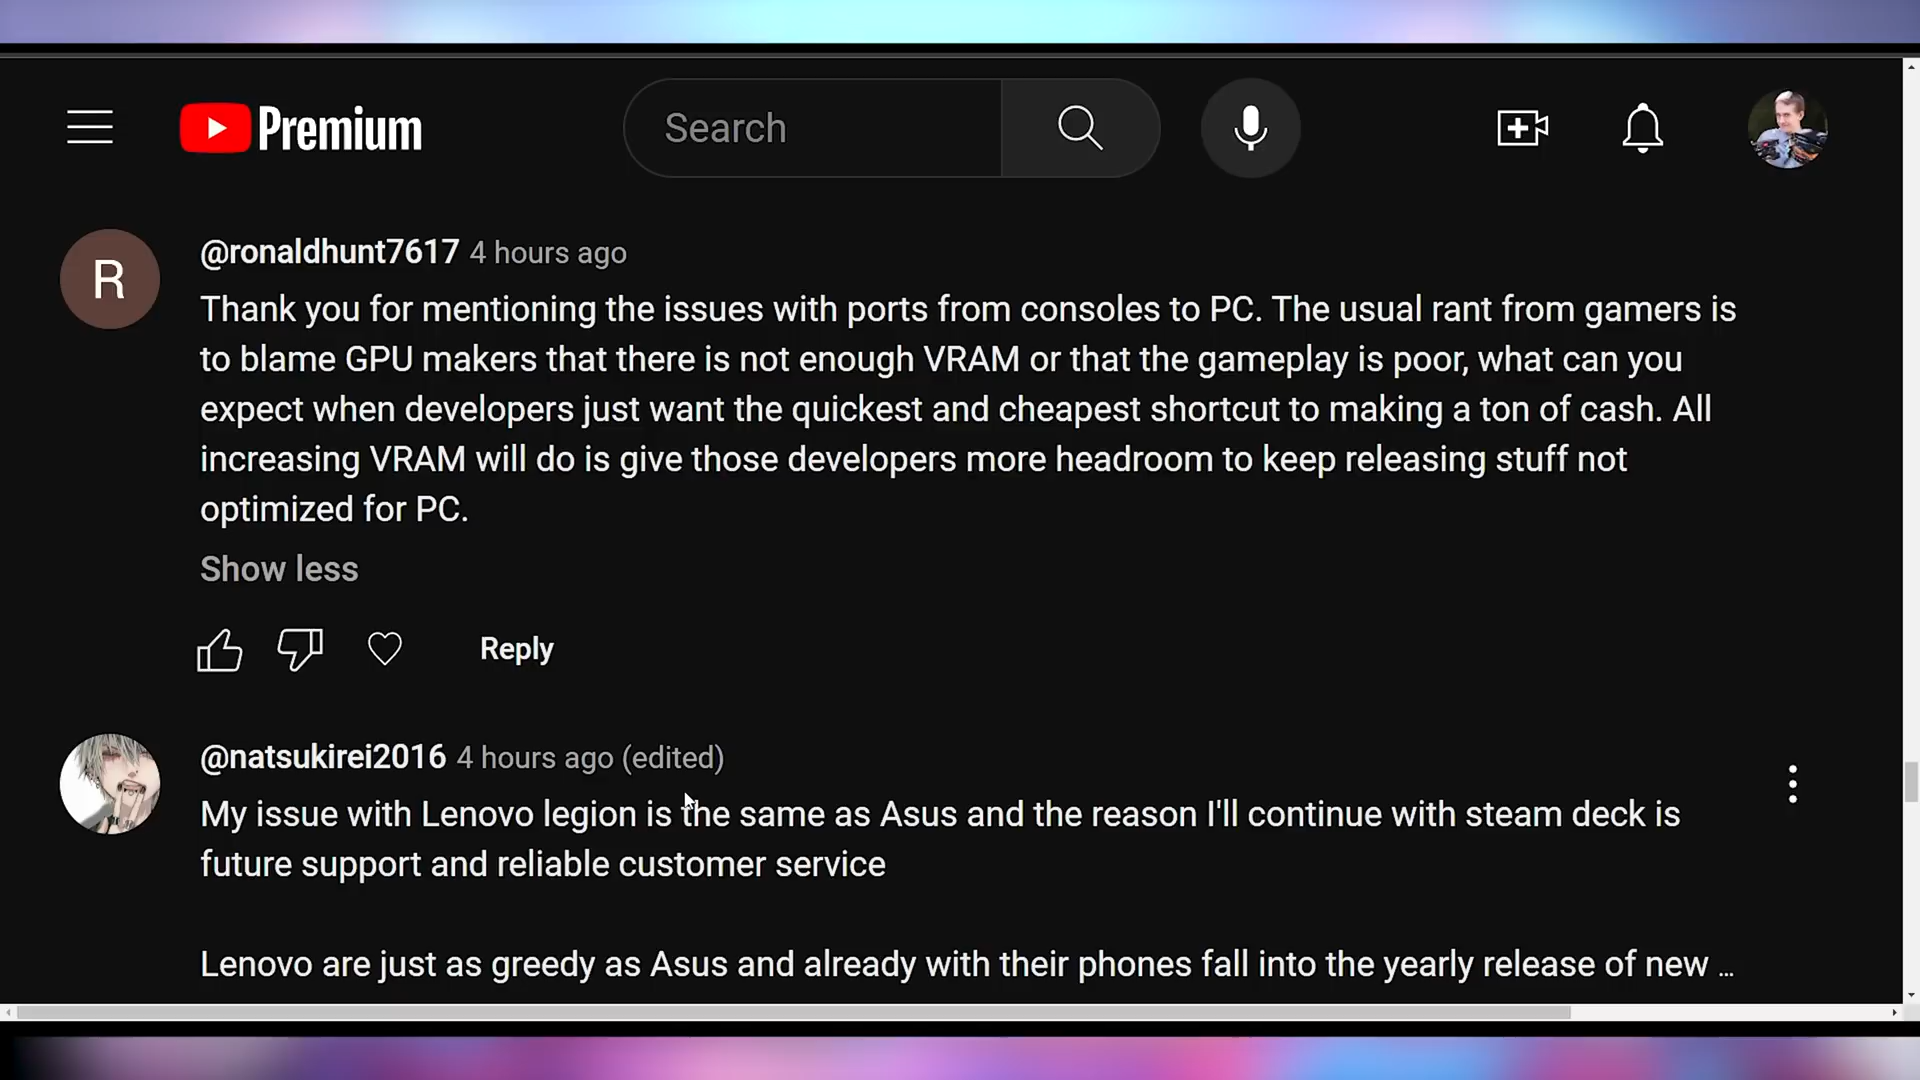 Premium
Search
R
@ronaldhunt7617 4 hours ago
Thank you for mentioning the issues with ports from consoles to PC. The usual rant from gamers is
to blame GPU makers that there is not enough VRAM or that the gameplay is poor, what can you
expect when developers just want the quickest and cheapest shortcut to making a ton of cash. All
increasing VRAM will do is give those developers more headroom to keep releasing stuff not
optimized for PC.
Show less
Reply
@natsukirei2016 4 hours ago (edited)
My issue with Lenovo legion is the same as Asus and the reason I'll continue with steam deck is
future support and reliable customer service
Lenovo are just as greedy as Asus and already with their phones fall into the yearly release of new ...